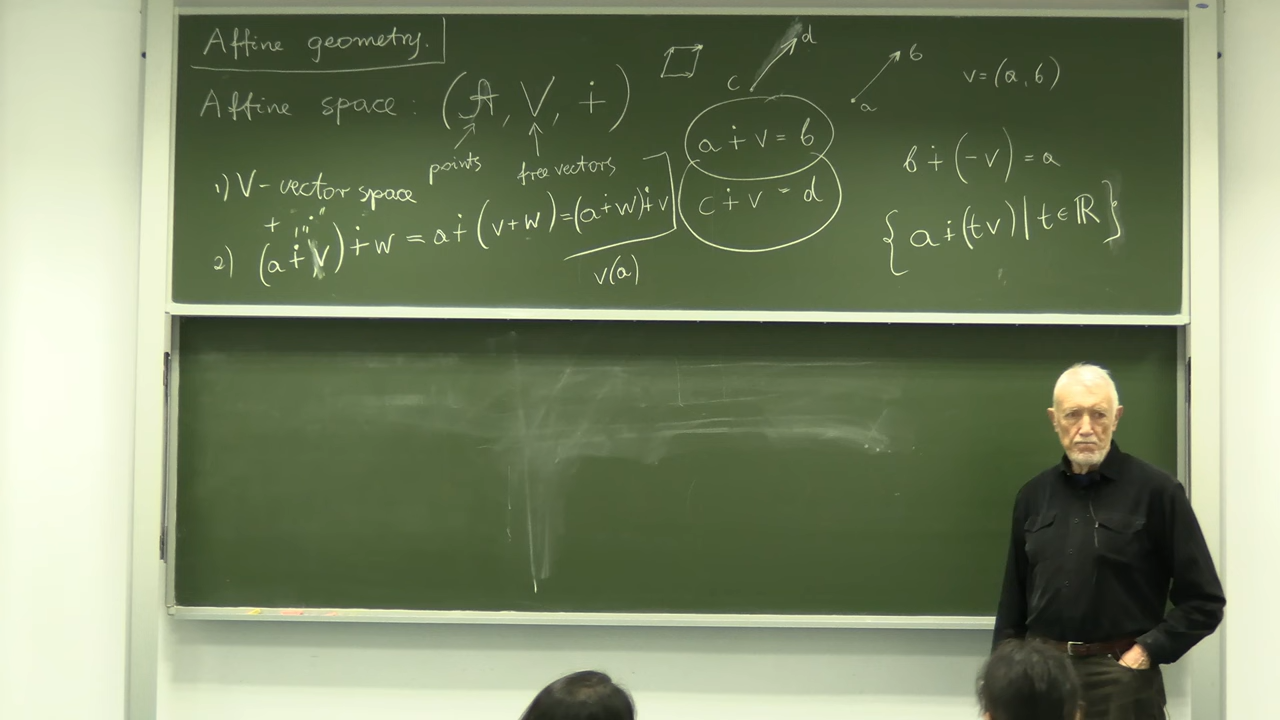 Affine geometry.
Affine space: (A, V, ∔)
points
free vectors
1) V - vector space
+ "∔"
2) (a ∔ v) ∔ w = a ∔ (v + w) = (a ∔ w) ∔ v
v(a)
c
d
a ∔ v = b
c ∔ v = d
a
b
v = (a, b)
b ∔ (-v) = a
{a ∔ (tv) | t ∈ ℝ}